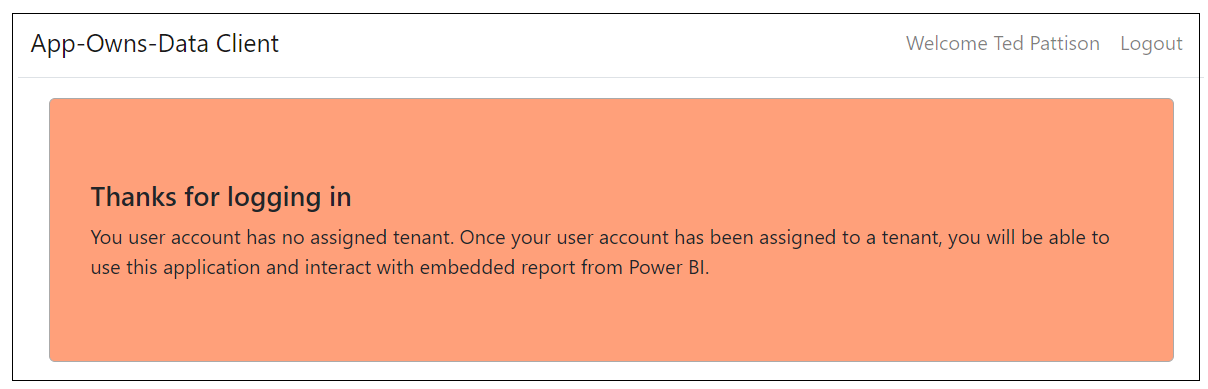 App-Owns-Data Client
Welcome Ted Pattison
Logout
Thanks for logging in
You user account has no assigned tenant. Once your user account has been assigned to a tenant, you will be able to
use this application and interact with embedded report from Power BI.